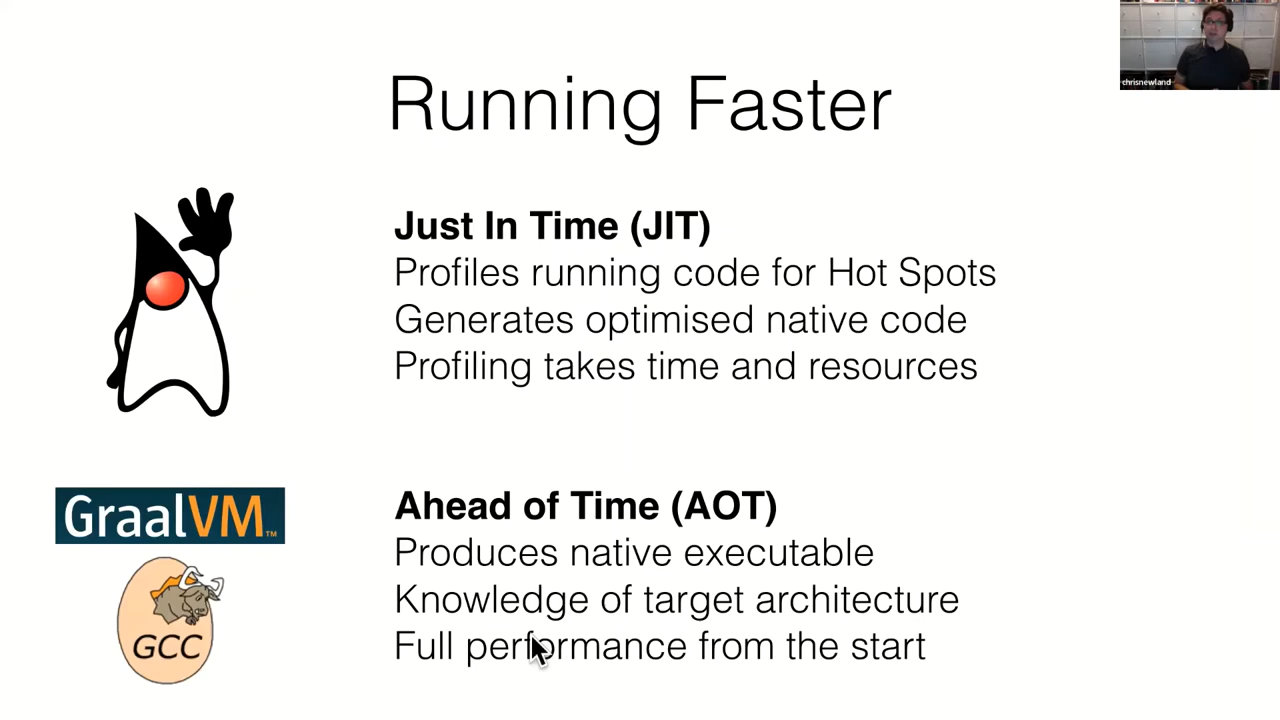 chrisnewland
Running Faster
Just In Time (JIT)
Profiles running code for Hot Spots
Generates optimised native code
Profiling takes time and resources
GraalVM™
GCC
Ahead of Time (AOT)
Produces native executable
Knowledge of target architecture
Full performance from the start